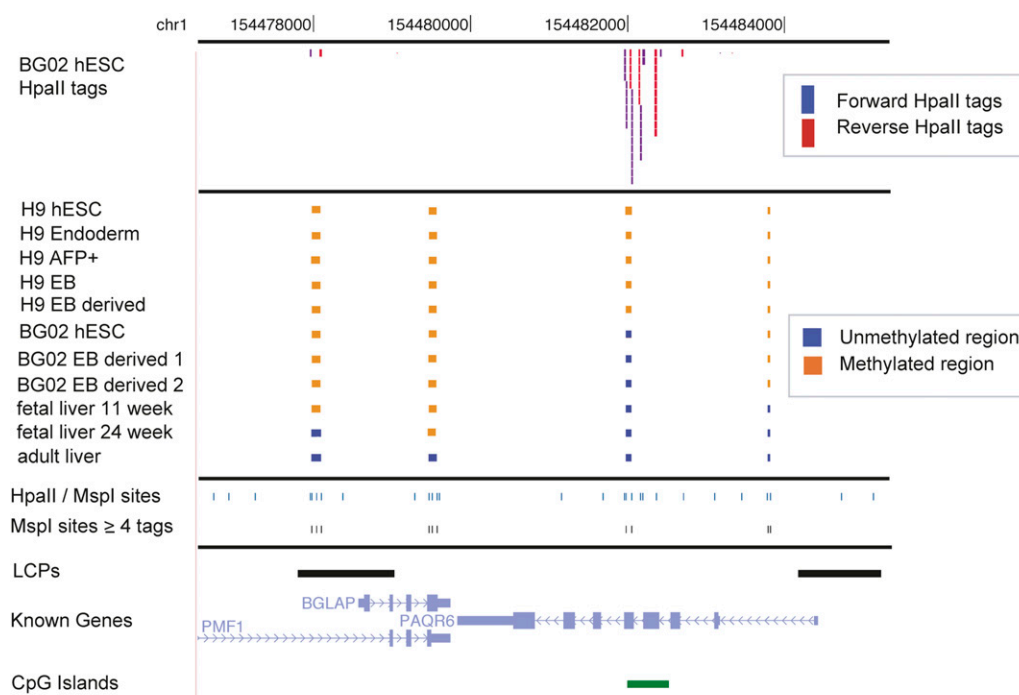 chr1 154478000 154480000 154482000 154484000
BG02 hESC
HpaII tags
Forward HpaII tags
Reverse HpaII tags
H9 hESC
H9 Endoderm
H9 AFP+
H9 EB
H9 EB derived
BG02 hESC
BG02 EB derived 1
BG02 EB derived 2
fetal liver 11 week
fetal liver 24 week
adult liver
Unmethylated region
Methylated region
HpaII / MspI sites
MspI sites ≥ 4 tags
LCPs
BGLAP
Known Genes
PAQR6
PMF1
CpG Islands